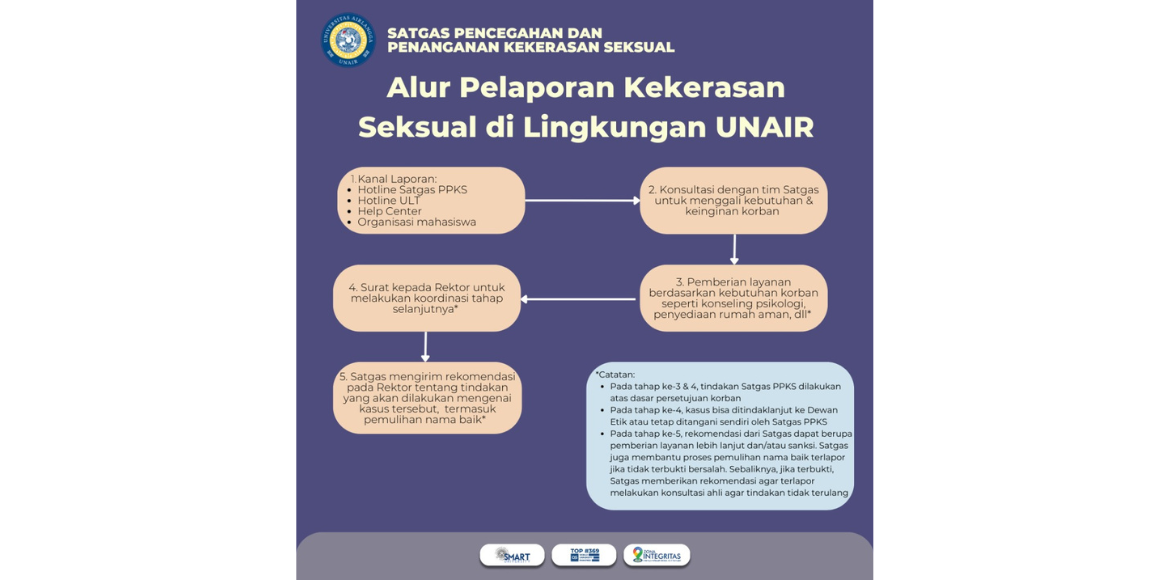 UNIVERSITAS AIRLANGGA
UNAIR
SATGAS PENCEGAHAN DAN
PENANGANAN KEKERASAN SEKSUAL
Alur Pelaporan Kekerasan
Seksual di Lingkungan UNAIR
1. Kanal Laporan:
• Hotline Satgas PPKS
• Hotline ULT
• Help Center
• Organisasi mahasiswa
2. Konsultasi dengan tim Satgas
untuk menggali kebutuhan &
keinginan korban
3. Pemberian layanan
berdasarkan kebutuhan korban
seperti konseling psikologi,
penyediaan rumah aman, dll*
4. Surat kepada Rektor untuk
melakukan koordinasi tahap
selanjutnya*
5. Satgas mengirim rekomendasi
pada Rektor tentang tindakan
yang akan dilakukan mengenai
kasus tersebut, termasuk
pemulihan nama baik*
*Catatan:
• Pada tahap ke-3 & 4, tindakan Satgas PPKS dilakukan
atas dasar persetujuan korban
• Pada tahap ke-4, kasus bisa ditindaklanjut ke Dewan
Etik atau tetap ditangani sendiri oleh Satgas PPKS
• Pada tahap ke-5, rekomendasi dari Satgas dapat berupa
pemberian layanan lebih lanjut dan/atau sanksi. Satgas
juga membantu proses pemulihan nama baik terlapor
jika tidak terbukti bersalah. Sebaliknya, jika terbukti,
Satgas memberikan rekomendasi agar terlapor
melakukan konsultasi ahli agar tindakan tidak terulang
SMART
TOP #369
ZONA
INTEGRITAS